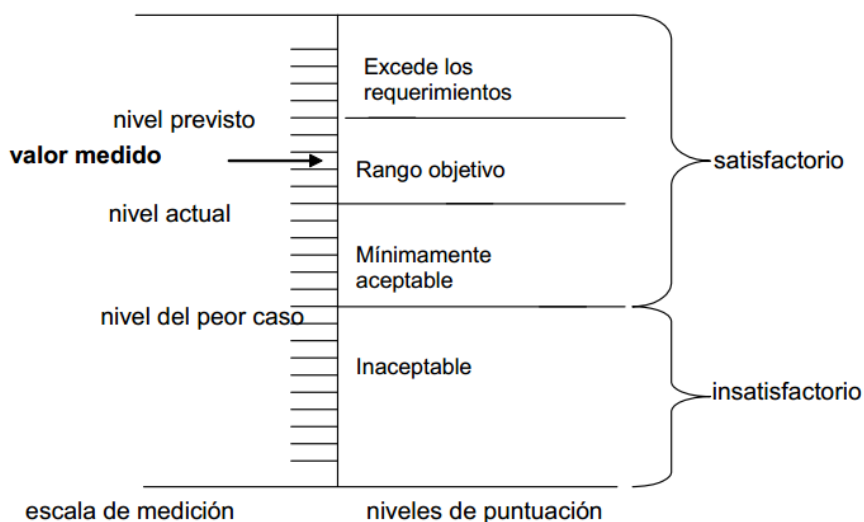 Excede los
requerimientos
nivel previsto
valor medido
Rango objetivo
satisfactorio
nivel actual
Mínimamente
aceptable
nivel del peor caso
Inaceptable
insatisfactorio
escala de medición
niveles de puntuación